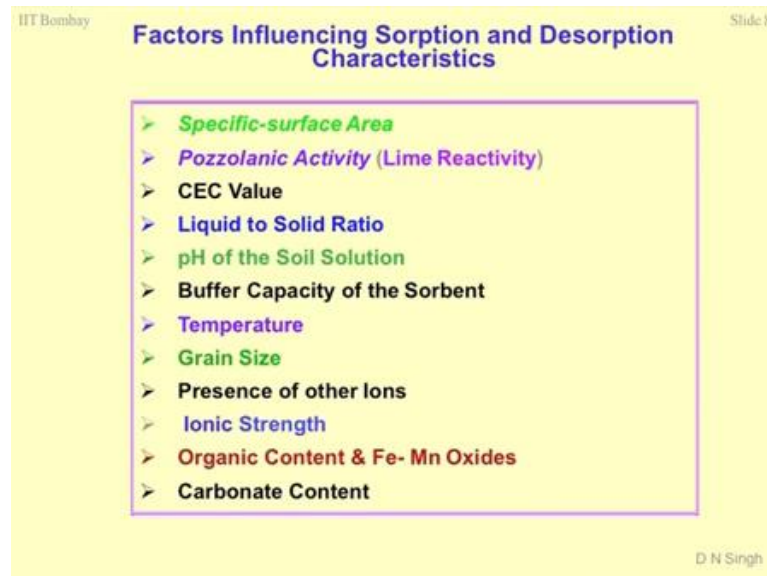 IIT Bombay
Slide
Factors Influencing Sorption and Desorption
Characteristics
Specific-surface Area
Pozzolanic Activity (Lime Reactivity)
CEC Value
Liquid to Solid Ratio
pH of the Soil Solution
Buffer Capacity of the Sorbent
Temperature
Grain Size
Presence of other Ions
Ionic Strength
Organic Content & Fe- Mn Oxides
Carbonate Content
D N Singh